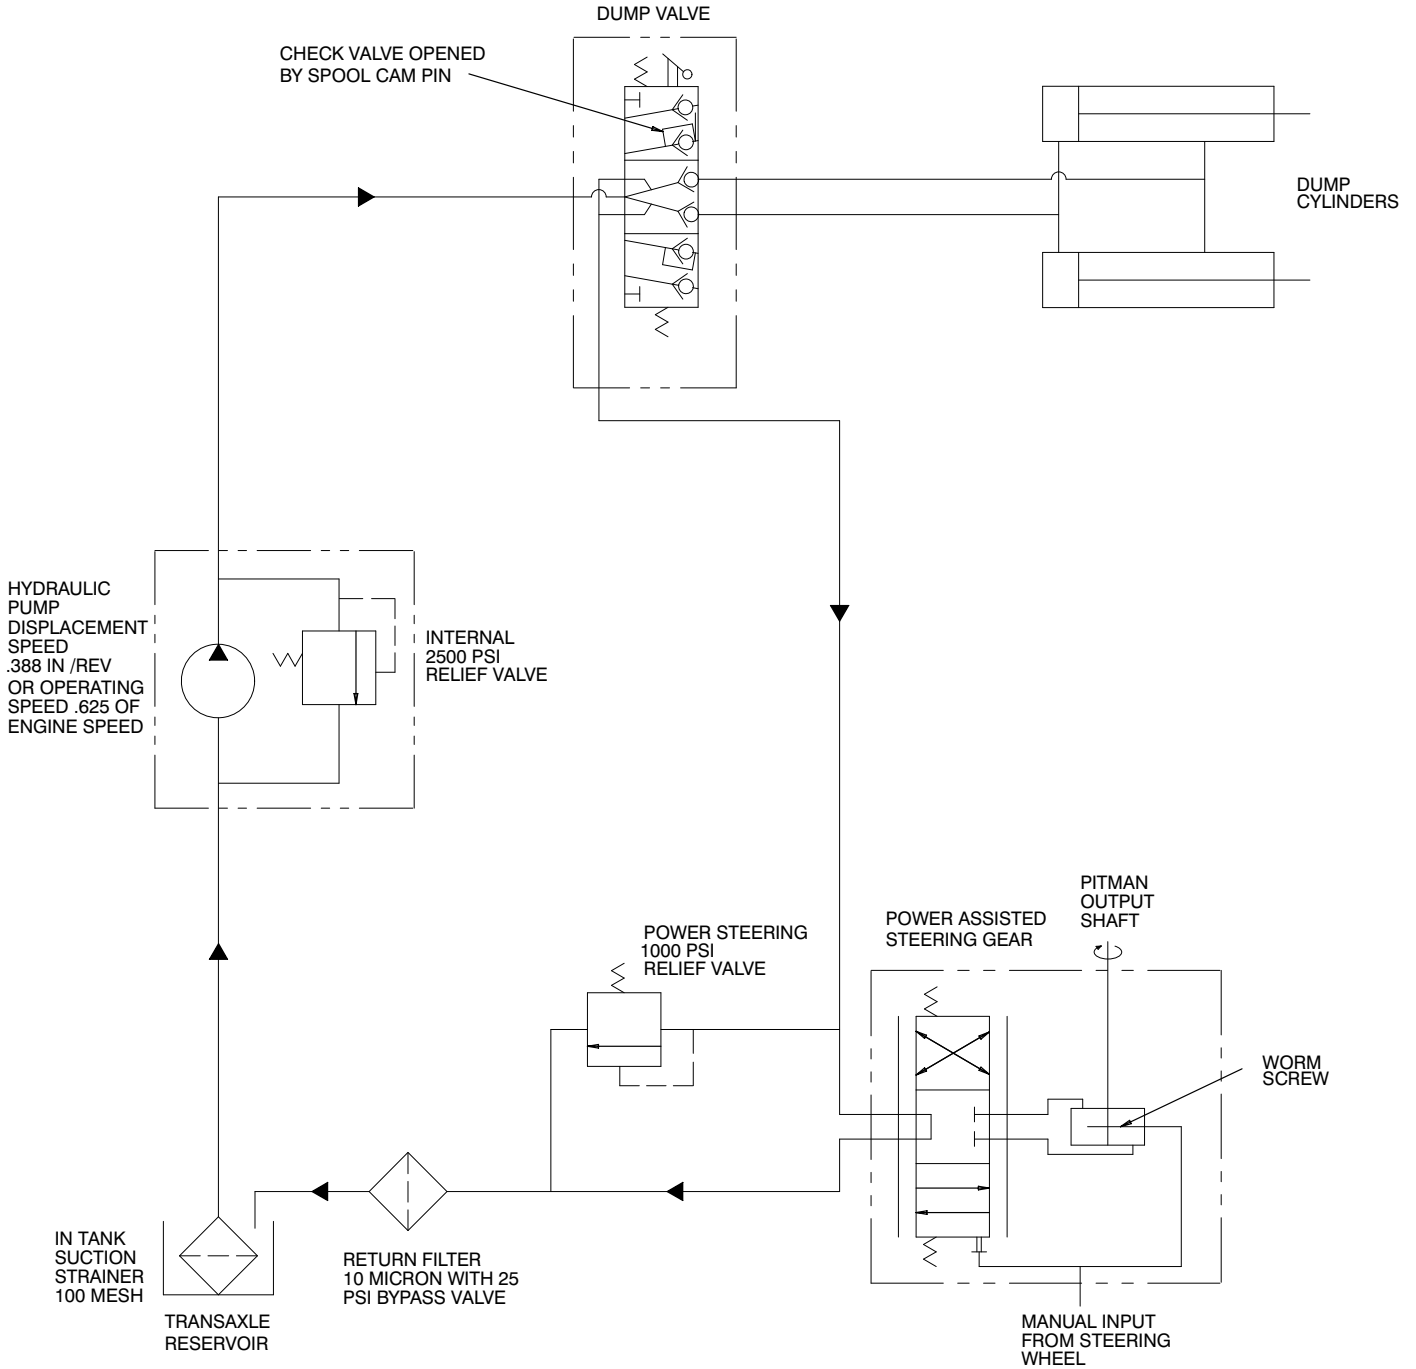 DUMP VALVE
CHECK VALVE OPENED
BY SPOOL CAM PIN
DUMP
CYLINDERS
HYDRAULIC
PUMP
DISPLACEMENT
SPEED
.388 IN /REV
OR OPERATING
SPEED .625 OF
ENGINE SPEED
INTERNAL
2500 PSI
RELIEF VALVE
POWER STEERING
1000 PSI
RELIEF VALVE
POWER ASSISTED
STEERING GEAR
PITMAN
OUTPUT
SHAFT
WORM
SCREW
IN TANK
SUCTION
STRAINER
100 MESH
TRANSAXLE
RESERVOIR
RETURN FILTER
10 MICRON WITH 25
PSI BYPASS VALVE
MANUAL INPUT
FROM STEERING
WHEEL